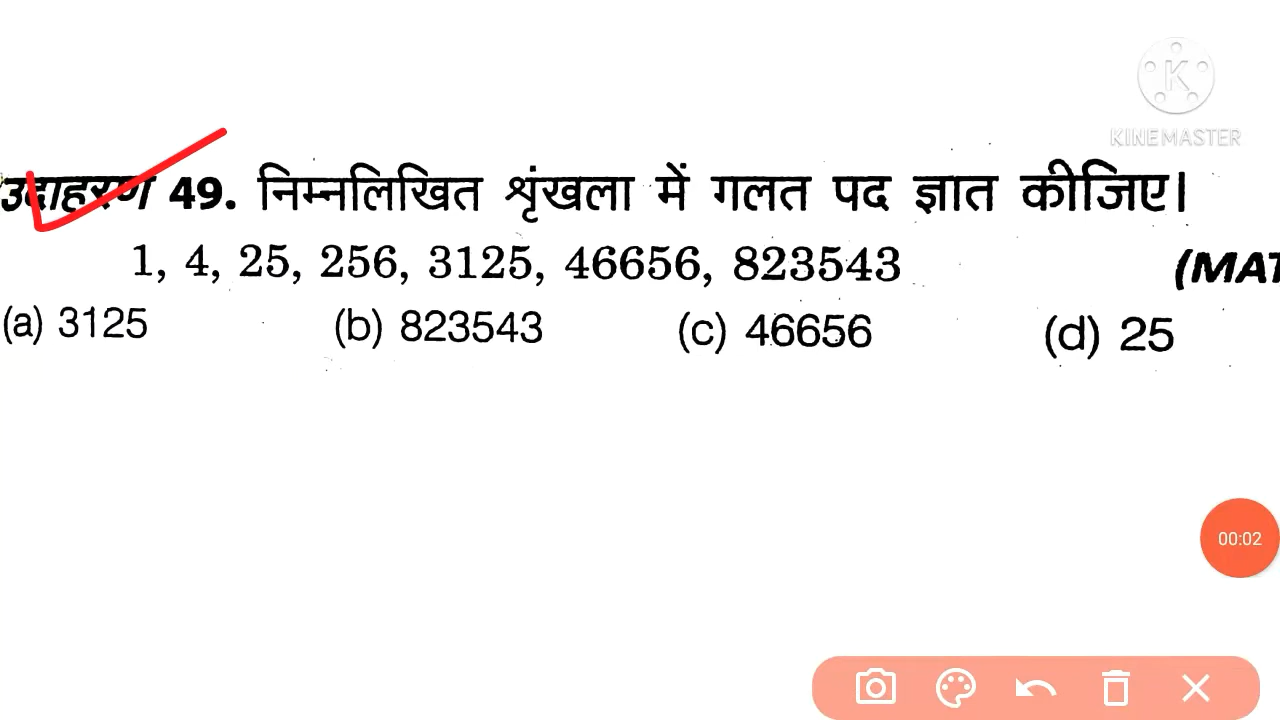 KINEMASTER
उदाहरण 49. निम्नलिखित श्रृंखला में गलत पद ज्ञात कीजिए।
1, 4, 25, 256, 3125, 46656, 823543 (MAT
(a) 3125 (b) 823543 (c) 46656 (d) 25
00:02